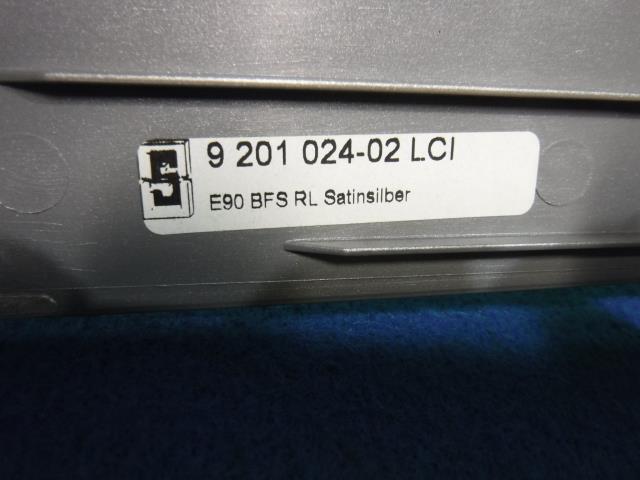 9 201 024-02 LCI
E90 BFS RL Satinsilber